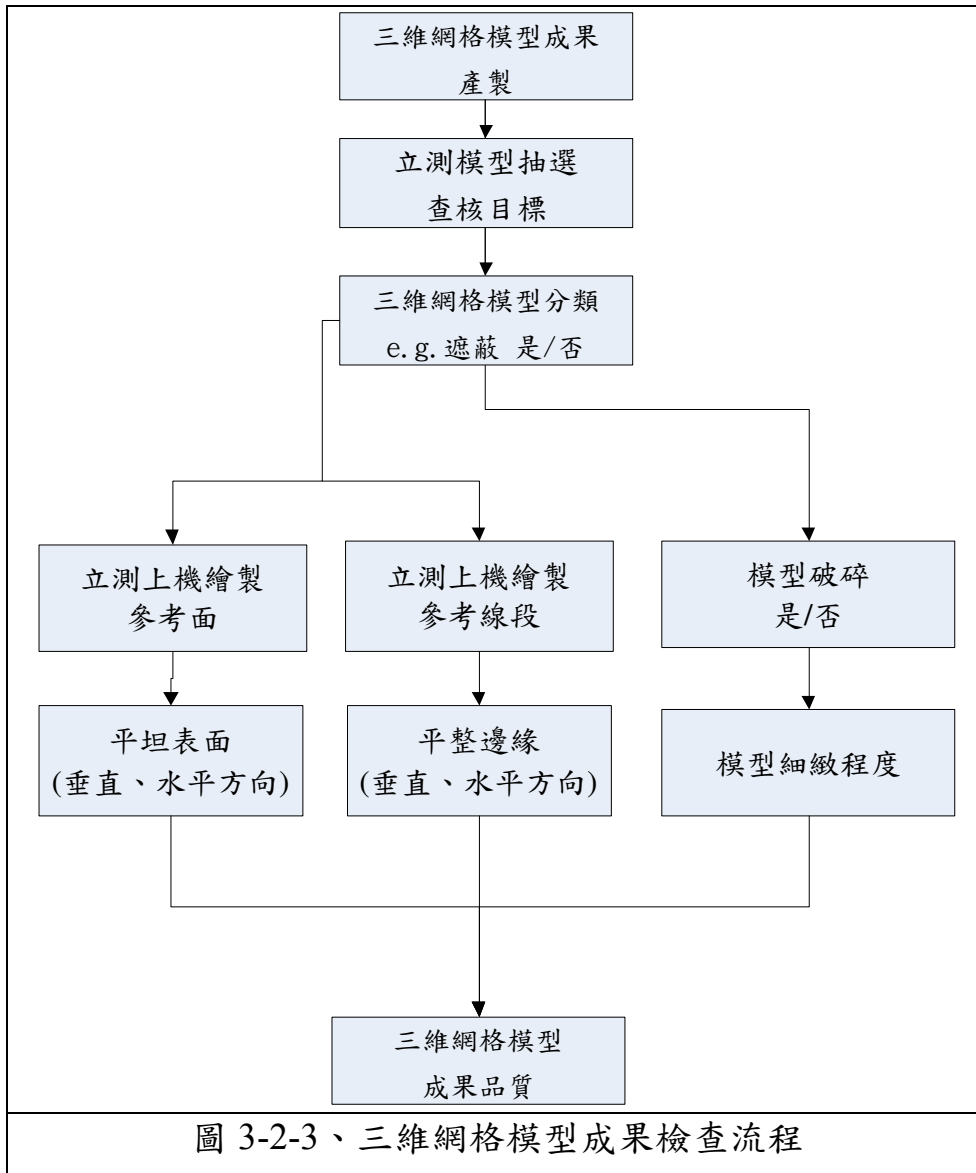 三維網格模型成果
產製
立測模型抽選
查核目標
三維網格模型分類
e.g.遮蔽 是/否
立測上機繪製
參考面
立測上機繪製
參考線段
模型破碎
是/否
平坦表面
(垂直、水平方向)
平整邊緣
(垂直、水平方向)
模型細緻程度
三維網格模型
成果品質
圖 3-2-3、三維網格模型成果檢查流程